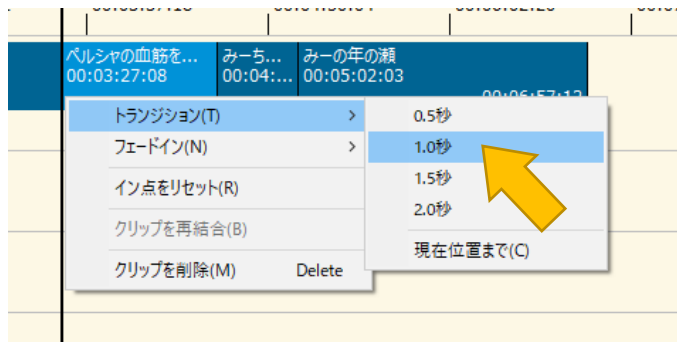 ペルシャの血筋を...
00:03:27:08
みーち...
00:04:...
みーの年の瀬
00:05:02:03
トランジション(T)
フェードイン(N)
イン点をリセット(R)
クリップを再結合(B)
クリップを削除(M) Delete
0.5秒
1.0秒
1.5秒
2.0秒
現在位置まで(C)